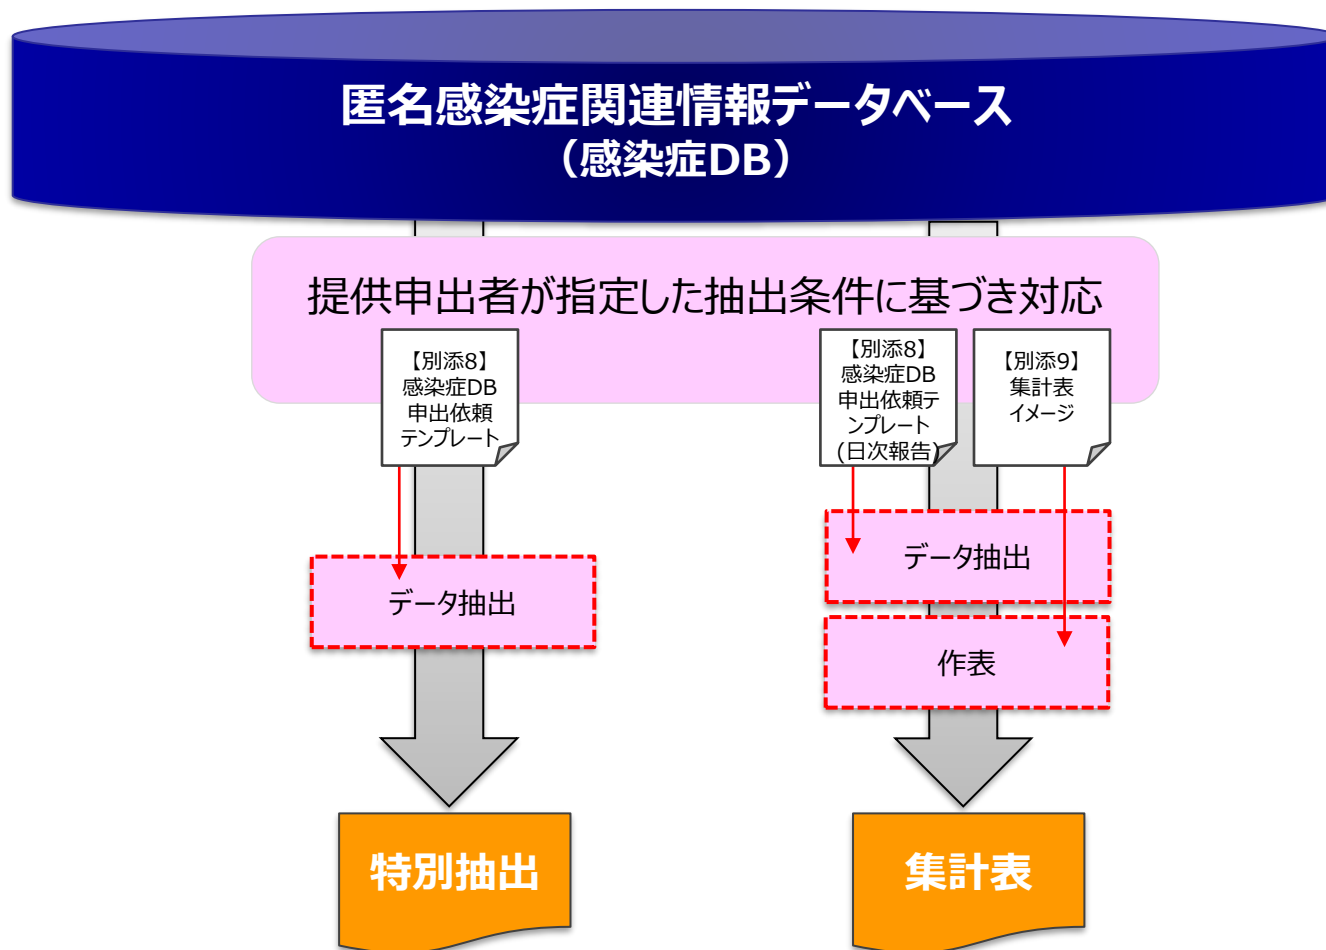 匿名感染症関連情報データベース
（感染症DB）
提供申出者が指定した抽出条件に基づき対応
【別添8】
感染症DB
申出依頼
テンプレート
【別添8】
感染症DB
申出依頼テ
ンプレート
(日次報告)
【別添9】
集計表
イメージ
データ抽出
データ抽出
作表
特別抽出
集計表